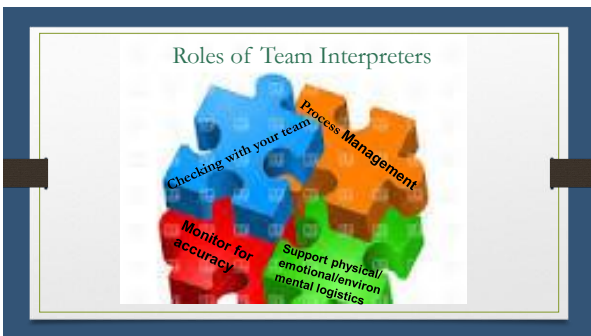 Roles of Team Interpreters
Checking with your team
Process Management
Monitor for
accuracy
Support physical/
emotional/environ
mental logistics